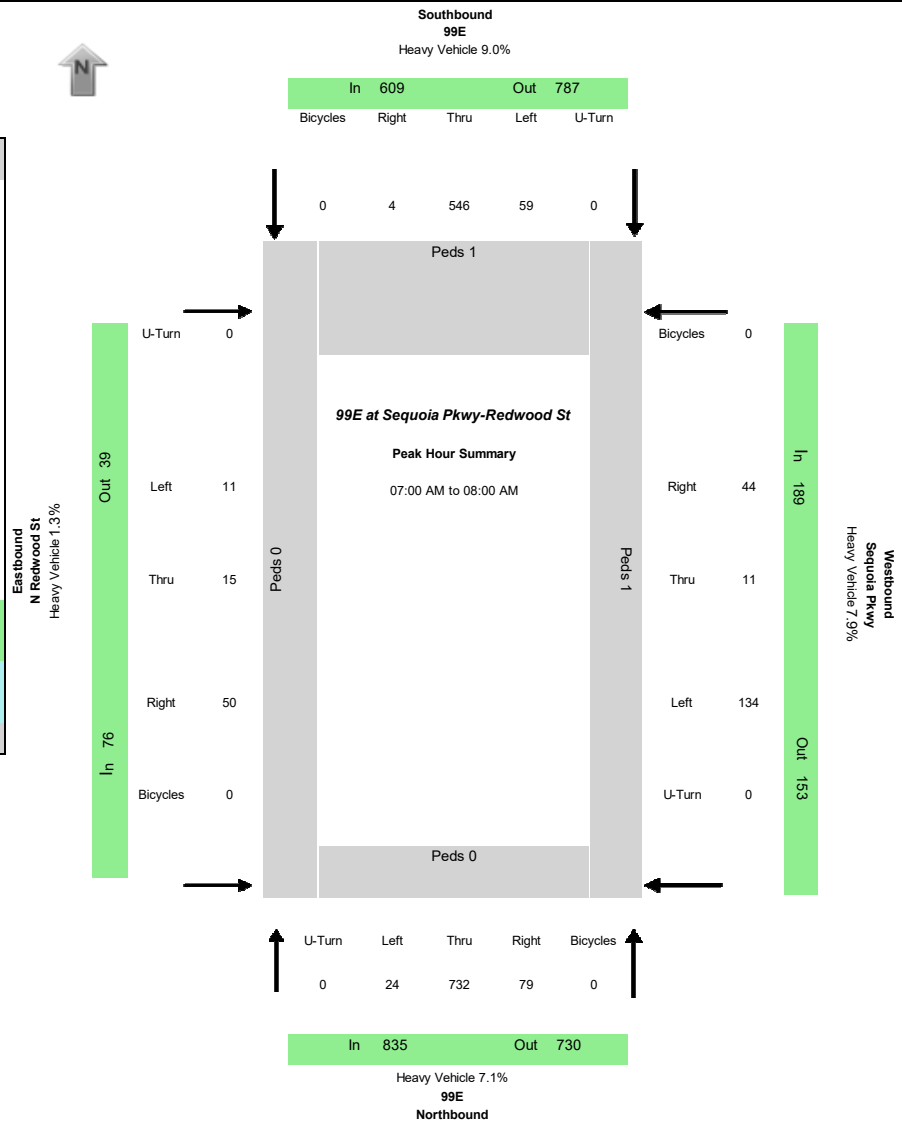 Southbound
99E
Heavy Vehicle 9.0%
N
In 609 Out 787
Bicycles Right Thru Left U-Turn
0 4 546 59 0
Peds 1
U-Turn 0
Bicycles 0
99E at Sequoia Pkwy-Redwood St
Peak Hour Summary
07:00 AM to 08:00 AM
Eastbound
N Redwood St
Heavy Vehicle 1.3%
Out 39
In 76
Left 11
Thru 15
Right 50
Bicycles 0
Peds 0
Peds 1
Right 44
Thru 11
Left 134
U-Turn 0
In 189
Out 153
Westbound
Sequoia Pkwy
Heavy Vehicle 7.9%
Peds 0
U-Turn Left Thru Right Bicycles
0 24 732 79 0
In 835 Out 730
Heavy Vehicle 7.1%
99E
Northbound